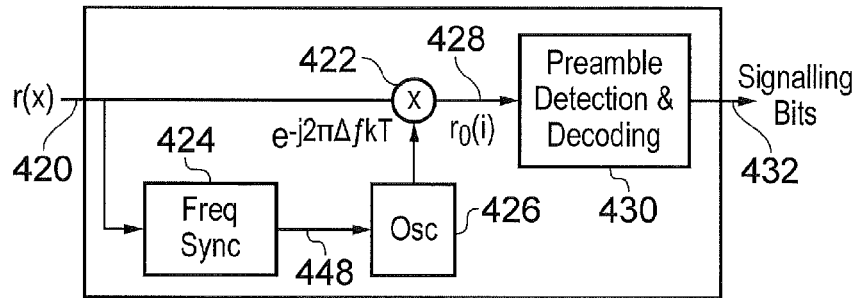 r(x)
420
422
X
428
e-j2πΔfkT
r0(i)
424
Freq
Sync
448
Osc
426
Preamble
Detection &
Decoding
430
Signalling
Bits
432